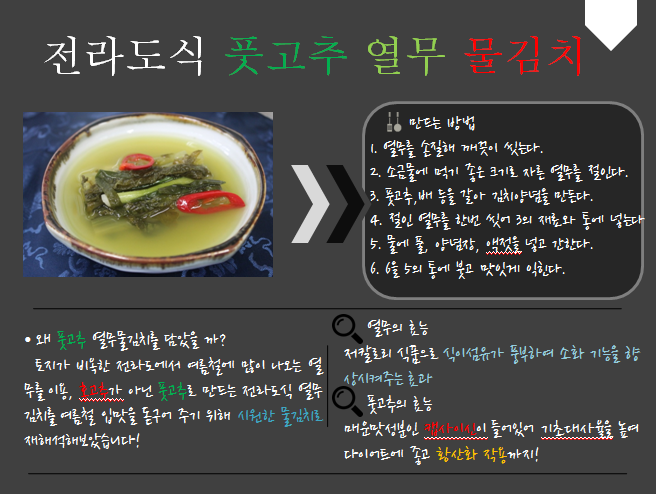 전라도식 풋고추 열무 물김치
만드는 방법
1. 열무를 손질해 깨끗이 씻는다.
2. 소금물에 먹기 좋은 크기로 자른 열무를 절인다.
3. 풋고추,배 등을 갈아 김치양념을 만든다.
4. 절인 열무를 한번 씻어 3의 재료와 통에 넣는다
5. 물에 풀, 양념장, 액젓을 넣고 간한다.
6. 6을 5의 통에 붓고 맛있게 익힌다.
• 왜 풋고추 열무물김치를 담았을 까?
토지가 비옥한 전라도에서 여름철에 많이 나오는 열
무를 이용, 홍고추가 아닌 풋고추로 만드는 전라도식 열무
김치를 여름철 입맛을 돋구어 주기 위해 시원한 물김치로
재해석해보았습니다!
열무의 효능
저칼로리 식품으로 식이섬유가 풍부하여 소화 기능을 향
상시켜주는 효과
풋고추의 효능
매운맛성분인 캡사이신이 들어있어 기초대사율을 높여
다이어트에 좋고 항산화 작용까지!